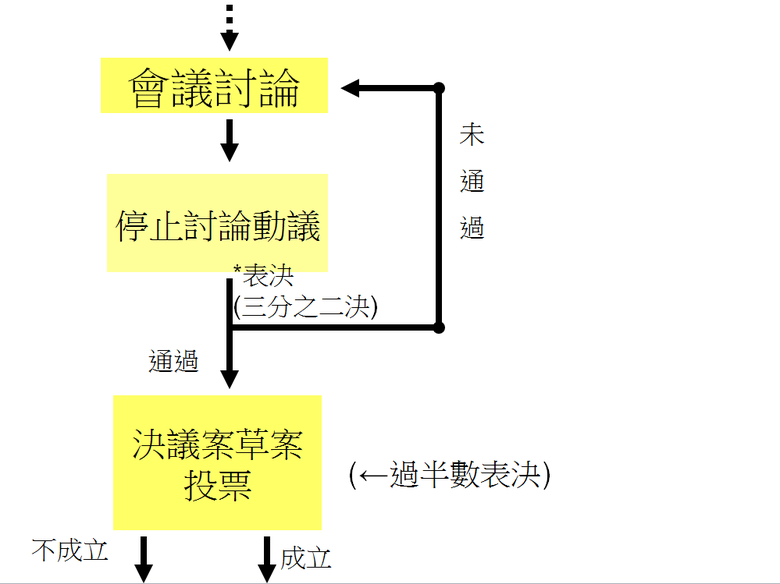 會議討論
未通過
停止討論動議
*表決
(三分之二決)
通過
決議案草案
投票
(←過半數表決)
不成立
成立